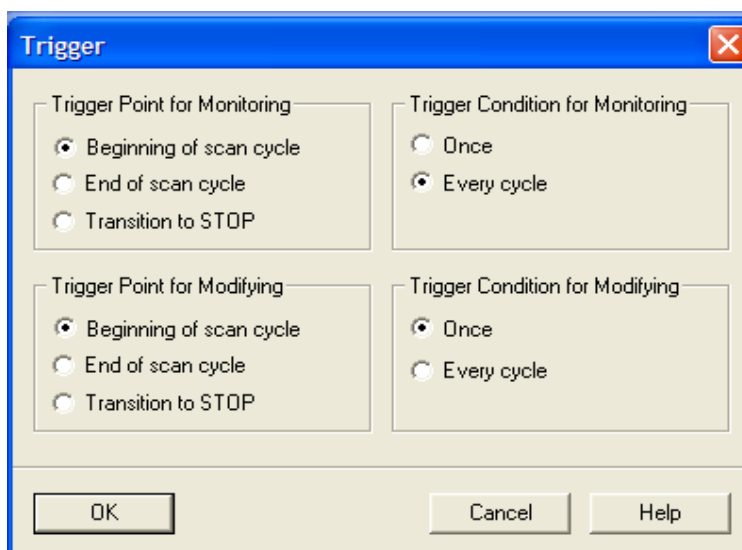 Trigger
Trigger Point for Monitoring
Beginning of scan cycle
End of scan cycle
Transition to STOP
Trigger Condition for Monitoring
Once
Every cycle
Trigger Point for Modifying
Beginning of scan cycle
End of scan cycle
Transition to STOP
Trigger Condition for Modifying
Once
Every cycle
OK
Cancel
Help